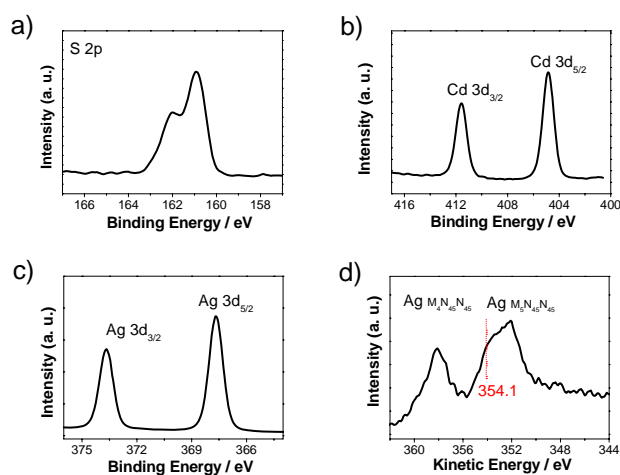 a)
S 2p
Intensity (a. u.)
166 164 162 160 158
Binding Energy / eV
b)
Cd 3d3/2
Cd 3d5/2
Intensity (a. u.)
416 412 408 404 400
Binding Energy / eV
c)
Ag 3d3/2
Ag 3d5/2
Intensity (a. u.)
375 372 369 366
Binding Energy / eV
d)
Ag M4N45N45
Ag M5N45N45
354.1
Intensity (a. u.)
360 356 352 348 344
Kinetic Energy / eV